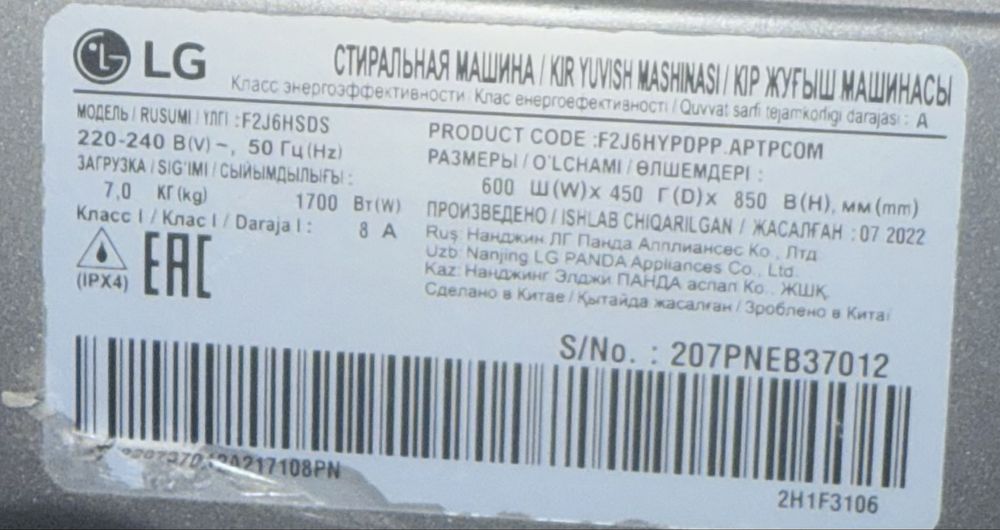 LG
СТИРАЛЬНАЯ МАШИНА / KIR YUVISH MASHINASI / КІР ЖУҒЫШ МАШИНАСЫ
Класс энергоэффективности / Клас енергоефективності / Quvvat sarfi tejamkorligi darajasi : A
МОДЕЛЬ / RUSUMI / ҮЛГІ :F2J6HSDS
220-240 В(V) ~, 50 Гц(Hz)
ЗАГРУЗКА / SIG'IMI / СЫЙЫМДЫЛЫҒЫ :
7,0 КГ(kg) 1700 Вт(W)
Класс I / Клас I / Daraja I : 8 A
(IPX4)
EAC
PRODUCT CODE :F2J6HYPDPP.APTPCOM
РАЗМЕРЫ / O'LCHAMI / ӨЛШЕМДЕРІ :
600 Ш(W)x 450 Г(D)x 850 В(H), мм(mm)
ПРОИЗВЕДЕНО / ISHLAB CHIQARILGAN / ЖАСАЛҒАН :07 2022
Rus: Нанджин ЛГ Панда Апплиансес Ко., Лтд
Uzb: Nanjing LG PANDA Appliances Co., Ltd.
Kaz: Нанджинг Элджи ПАНДА аспап Ко., ЖШҚ
Сделано в Китае / Қытайда жасалған / Зроблено в Китаї
S/No. : 207PNEB37012
2H1F3106